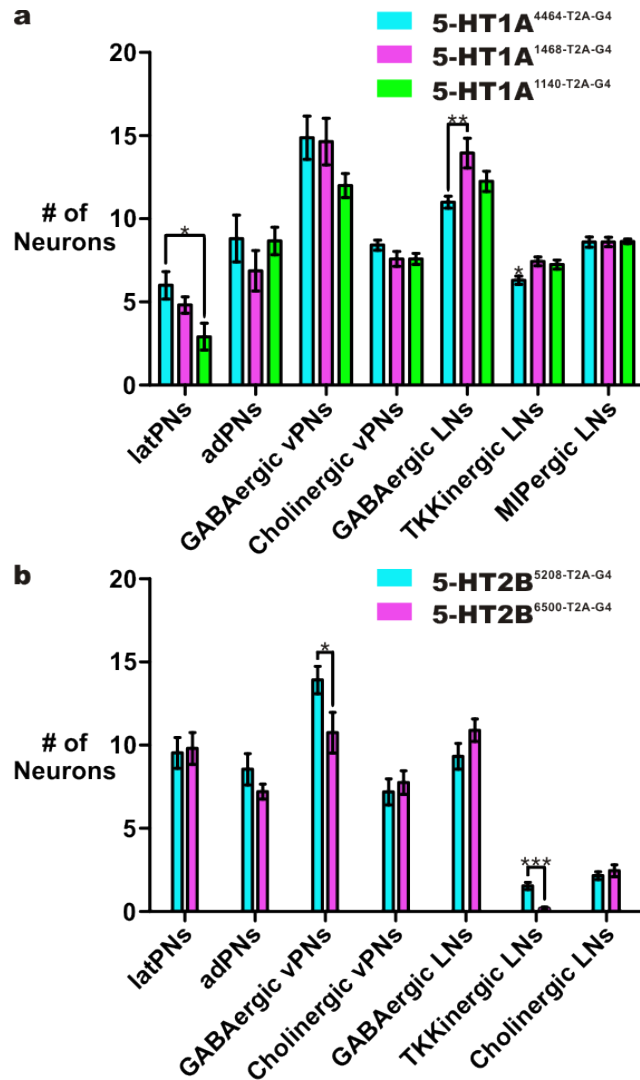 a
5-HT1A4464-T2A-G4
5-HT1A1468-T2A-G4
5-HT1A1140-T2A-G4
20
15
10
5
0
# of
Neurons
*
**
*
latPNs
adPNs
GABAergic vPNs
Cholinergic vPNs
GABAergic LNs
TKKinergic LNs
MIPergic LNs
b
5-HT2B5208-T2A-G4
5-HT2B6500-T2A-G4
20
15
10
5
0
# of
Neurons
*
***
latPNs
adPNs
GABAergic vPNs
Cholinergic vPNs
GABAergic LNs
TKKinergic LNs
Cholinergic LNs